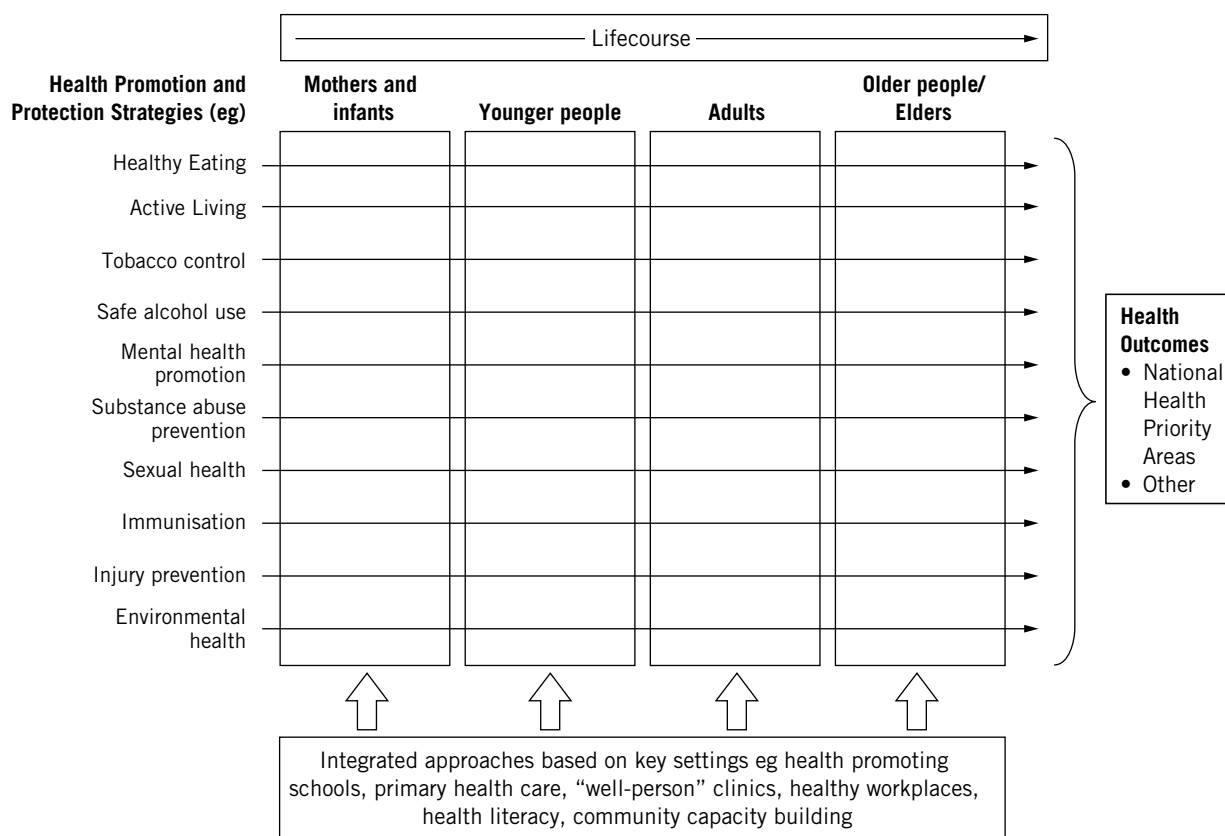 Lifecourse
Health Promotion and
Protection Strategies (eg)
Mothers and
infants
Younger people
Adults
Older people/
Elders
Healthy Eating
Active Living
Tobacco control
Safe alcohol use
Mental health
promotion
Substance abuse
prevention
Sexual health
Immunisation
Injury prevention
Environmental
health
Health
Outcomes
• National
Health
Priority
Areas
• Other
Integrated approaches based on key settings eg health promoting
schools, primary health care, “well-person” clinics, healthy workplaces,
health literacy, community capacity building